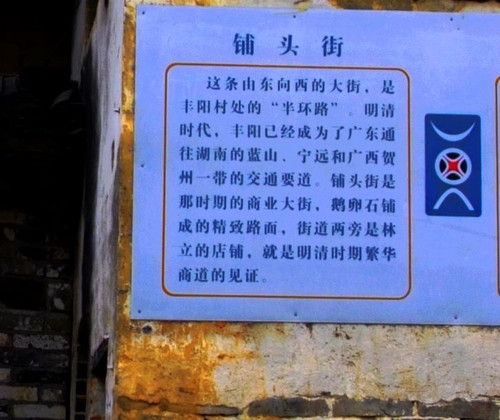 铺头街
这条由东向西的大街，是
丰阳村处的“半环路”。明清
时代，丰阳已经成为了广东通
往湖南的蓝山、宁远和广西贺
州一带的交通要道。铺头街是
那时期的商业大街，鹅卵石铺
成的精致路面，街道两旁是林
立的店铺，就是明清时期繁华
商道的见证。